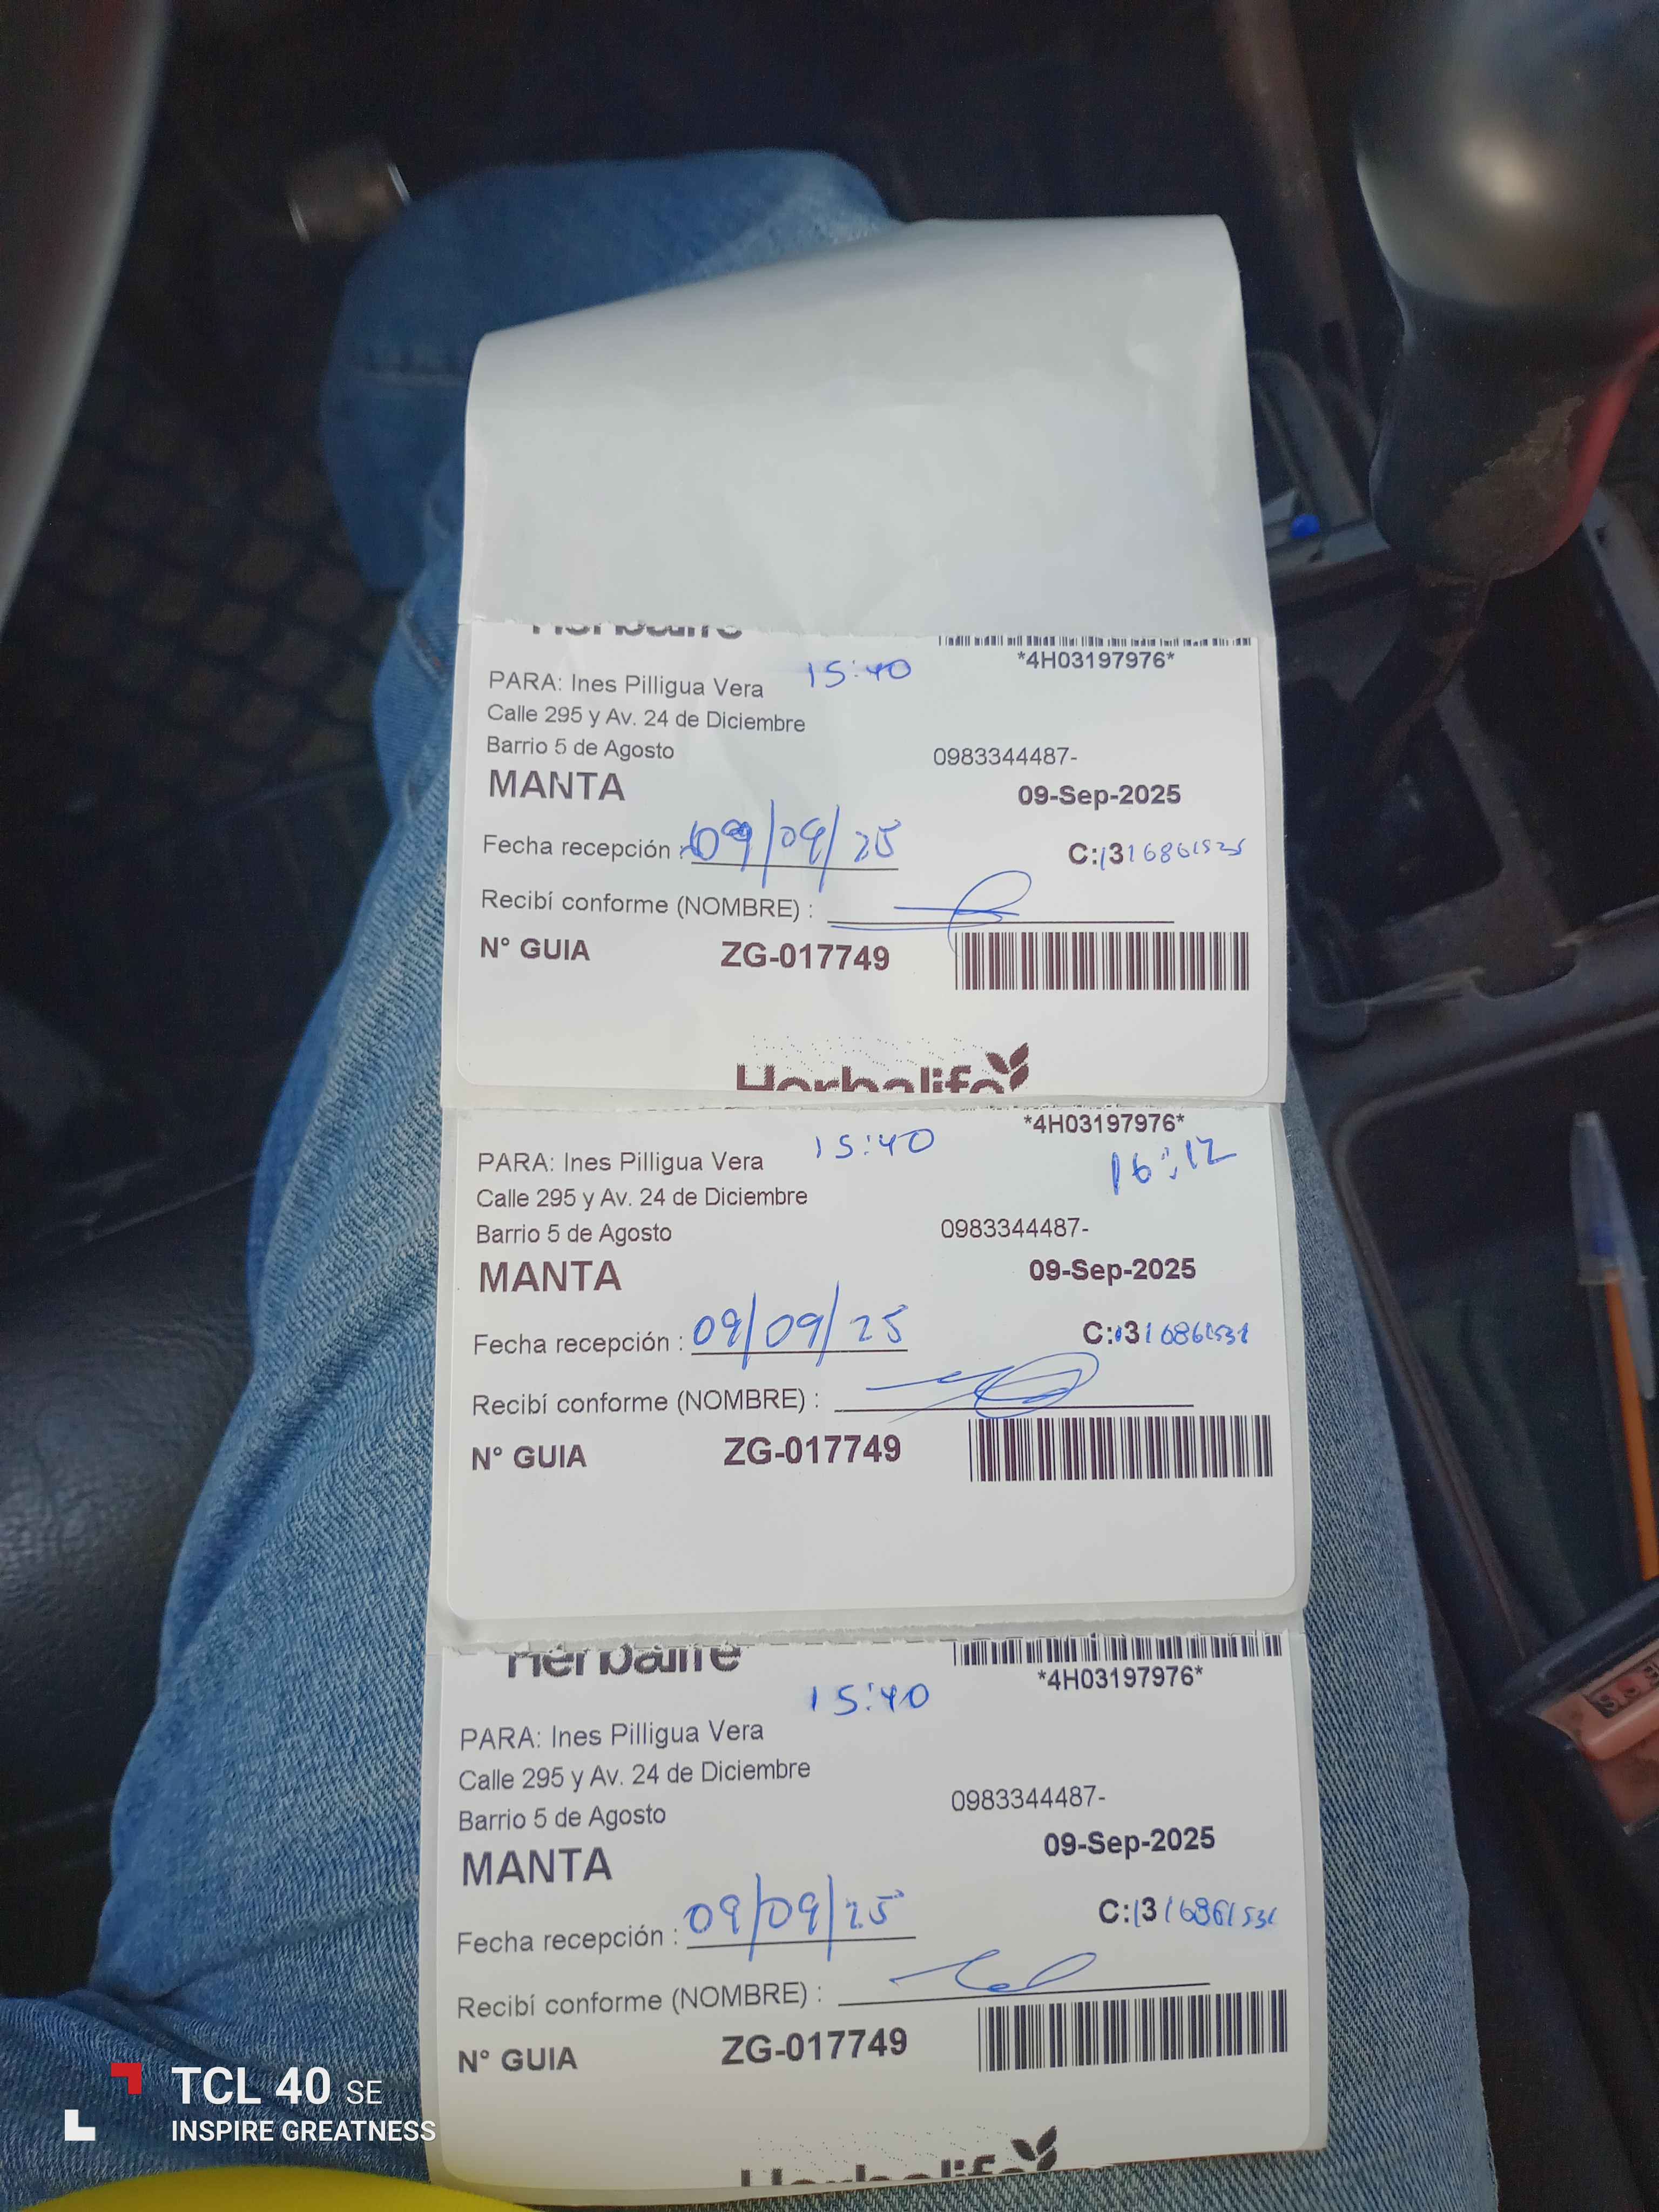 Herbalife
*4H03197976*
15:40
PARA: Ines Pilligua Vera
Calle 295 y Av. 24 de Diciembre
Barrio 5 de Agosto
0983344487-
MANTA
09-Sep-2025
Fecha recepción : 09/09/25
C:
Recibí conforme (NOMBRE) :
N° GUIA ZG-017749
Herbalife
*4H03197976*
15:40
16:12
PARA: Ines Pilligua Vera
Calle 295 y Av. 24 de Diciembre
Barrio 5 de Agosto
0983344487-
MANTA
09-Sep-2025
Fecha recepción : 09/09/25
C:
Recibí conforme (NOMBRE) :
N° GUIA ZG-017749
Herbalife
*4H03197976*
15:40
PARA: Ines Pilligua Vera
Calle 295 y Av. 24 de Diciembre
Barrio 5 de Agosto
0983344487-
MANTA
09-Sep-2025
Fecha recepción : 09/09/25
C:
Recibí conforme (NOMBRE) :
N° GUIA ZG-017749
Herbalife
TCL 40 SE
INSPIRE GREATNESS